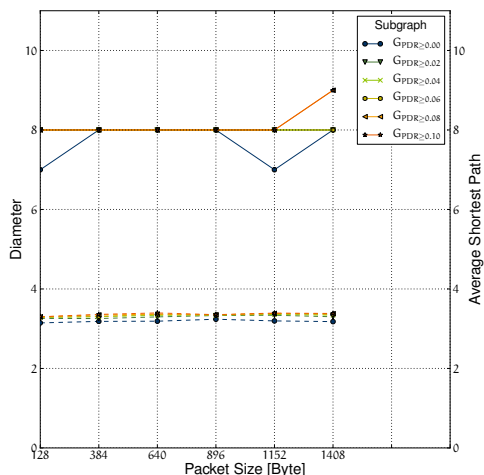 Subgraph
G_PDR≥0.00
G_PDR≥0.02
G_PDR≥0.04
G_PDR≥0.06
G_PDR≥0.08
G_PDR≥0.10
Diameter
10
8
6
4
2
0
Average Shortest Path
10
8
6
4
2
0
128 384 640 896 1152 1408
Packet Size [Byte]